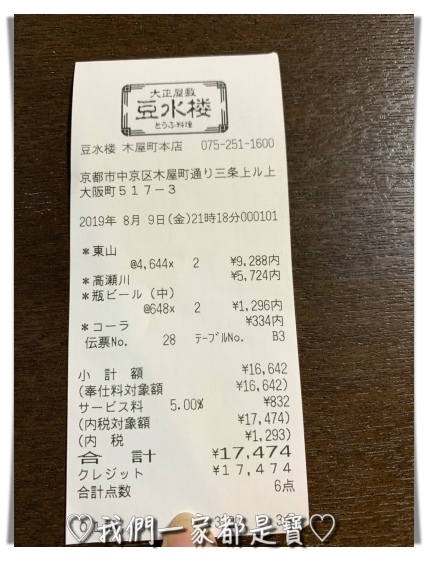 大正屋敷
豆水楼
とうふ料理
豆水楼 木屋町本店 075-251-1600
京都市中京区木屋町通り三条上ル上
大阪町517-3
2019年 8月 9日(金)21時18分000101
*東山
@4,644x 2 ¥9,288内
*高瀬川 ¥5,724内
*瓶ビール (中)
@648x 2 ¥1,296内
*コーラ ¥334内
伝票No. 28 テーブルNo. B3
小 計 額 ¥16,642
(奉仕料対象額 ¥16,642)
サービス料 5.00% ¥832
(内税対象額 ¥17,474)
(内 税 ¥1,293)
合 計 ¥17,474
クレジット ¥17,474
合計点数 6点
♡我們一家都是寶♡